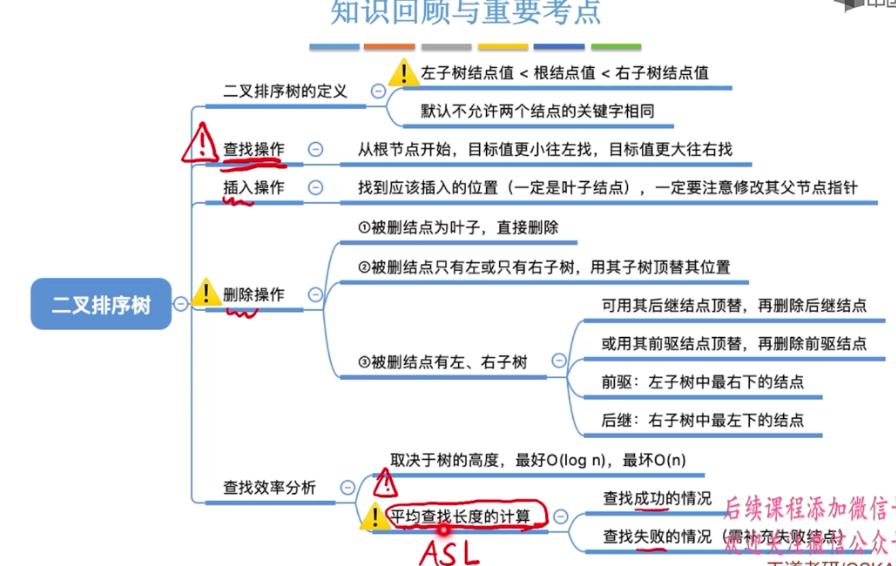 知识回顾与重要考点
二叉排序树
二叉排序树的定义
左子树结点值 < 根结点值 < 右子树结点值
默认不允许两个结点的关键字相同
查找操作
从根节点开始，目标值更小往左找，目标值更大往右找
插入操作
找到应该插入的位置（一定是叶子结点），一定要注意修改其父节点指针
删除操作
①被删结点为叶子，直接删除
②被删结点只有左或只有右子树，用其子树顶替其位置
③被删结点有左、右子树
可用其后继结点顶替，再删除后继结点
或用其前驱结点顶替，再删除前驱结点
前驱：左子树中最右下的结点
后继：右子树中最左下的结点
查找效率分析
取决于树的高度，最好O(log n)，最坏O(n)
平均查找长度的计算
ASL
查找成功的情况
查找失败的情况（需补充失败结点）
后续课程添加微信
欢迎关注微信公众